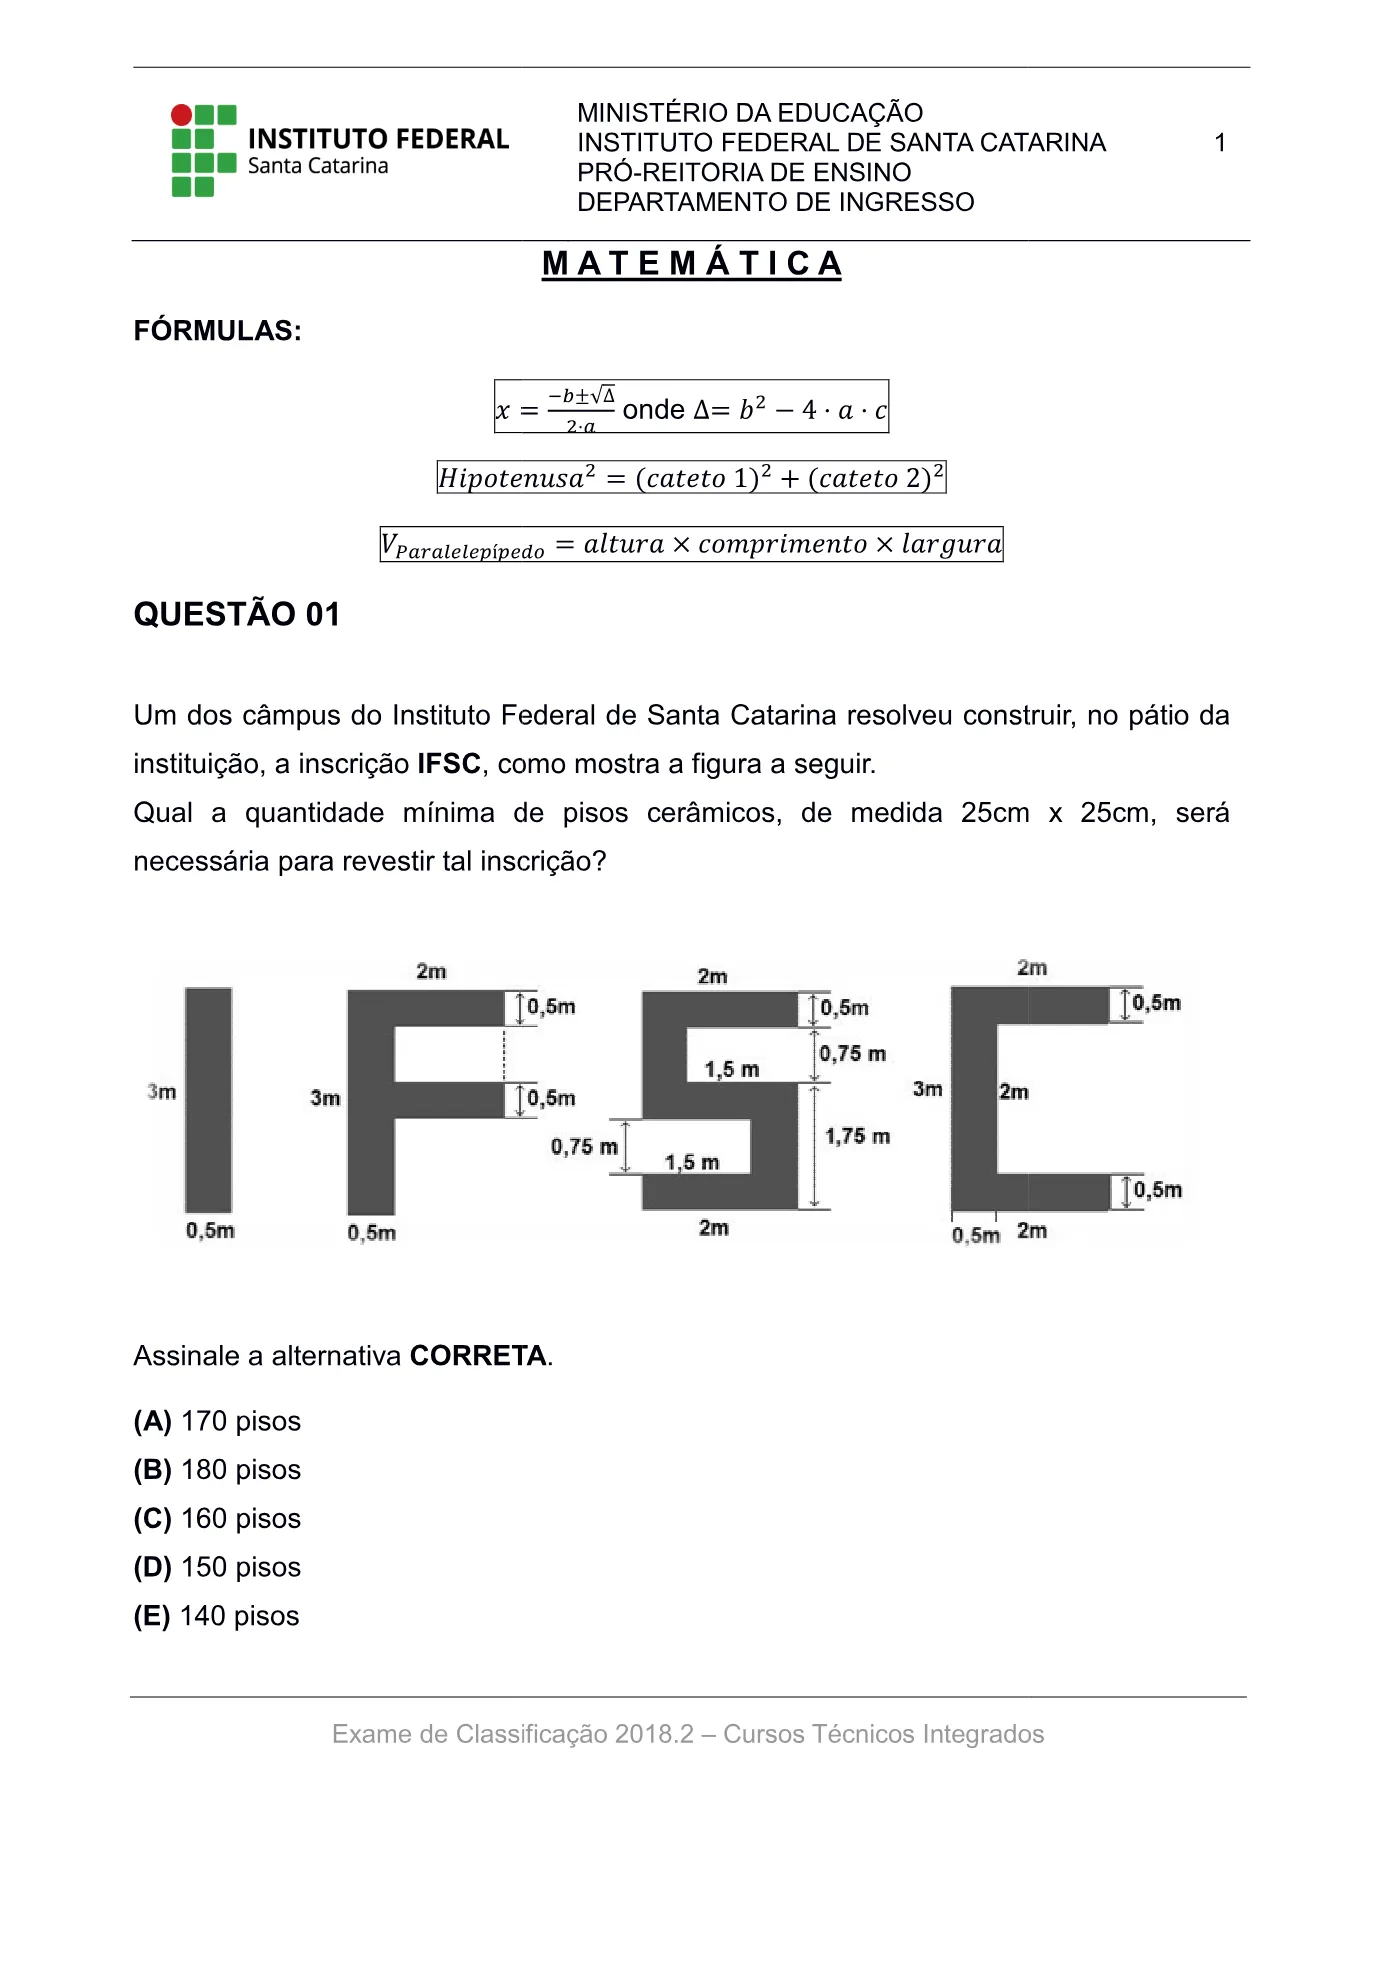 INSTITUTO FEDERAL
Santa Catarina
MINISTÉRIO DA EDUCAÇÃO
INSTITUTO FEDERAL DE SANTA CATARINA
PRÓ-REITORIA DE ENSINO
DEPARTAMENTO DE INGRESSO
1
MATEMÁTICA
FÓRMULAS:
x = −b±√Δ / 2·a onde Δ= b² − 4 · a · c
Hipotenusa² = (cateto 1)² + (cateto 2)²
V Paralelepípedo = altura × comprimento × largura
QUESTÃO 01
Um dos câmpus do Instituto Federal de Santa Catarina resolveu construir, no pátio da
instituição, a inscrição IFSC, como mostra a figura a seguir.
Qual a quantidade mínima de pisos cerâmicos, de medida 25cm x 25cm, será
necessária para revestir tal inscrição?
3m
0,5m
2m
0,5m
3m
0,5m
0,5m
2m
0,5m
0,75 m
1,5 m
0,75 m
1,5 m
1,75 m
2m
2m
0,5m
3m
2m
0,5m
0,5m
2m
Assinale a alternativa CORRETA.
(A) 170 pisos
(B) 180 pisos
(C) 160 pisos
(D) 150 pisos
(E) 140 pisos
Exame de Classificação 2018.2 – Cursos Técnicos Integrados